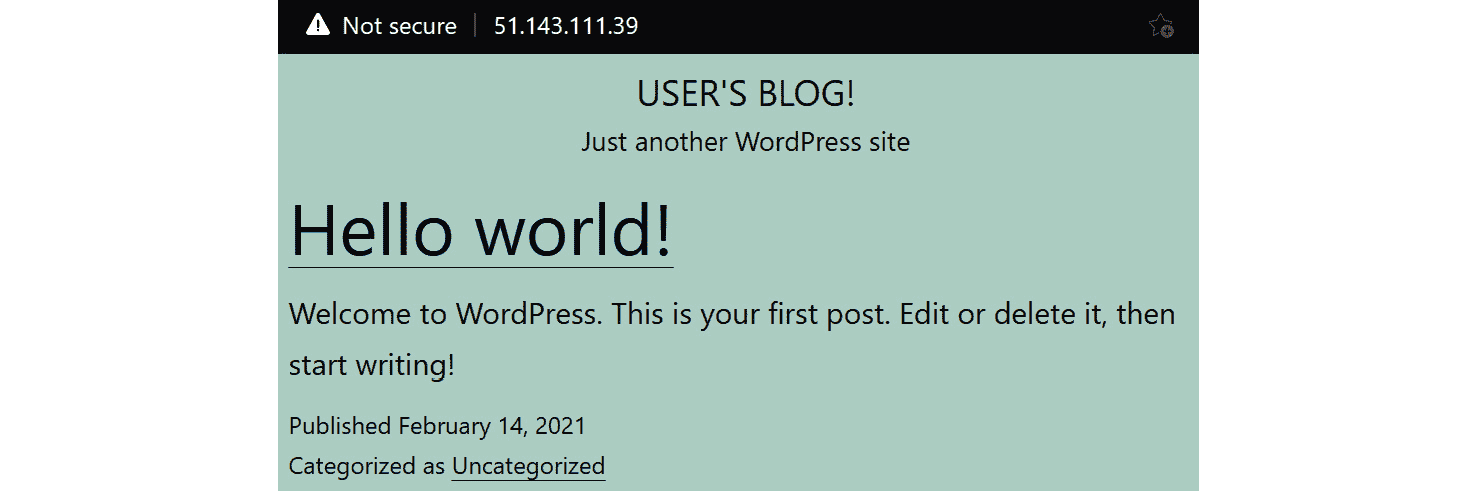 Not secure | 51.143.111.39
USER'S BLOG!
Just another WordPress site
Hello world!
Welcome to WordPress. This is your first post. Edit or delete it, then
start writing!
Published February 14, 2021
Categorized as Uncategorized